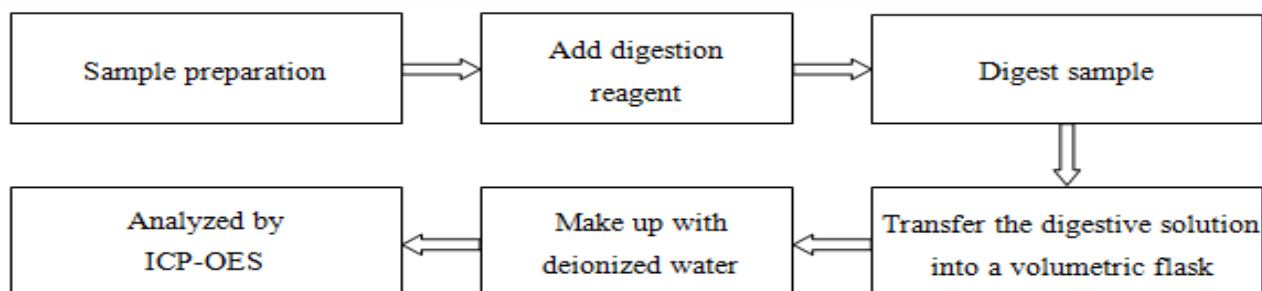 Sample preparation
Add digestion
reagent
Digest sample
Transfer the digestive solution
into a volumetric flask
Make up with
deionized water
Analyzed by
ICP-OES